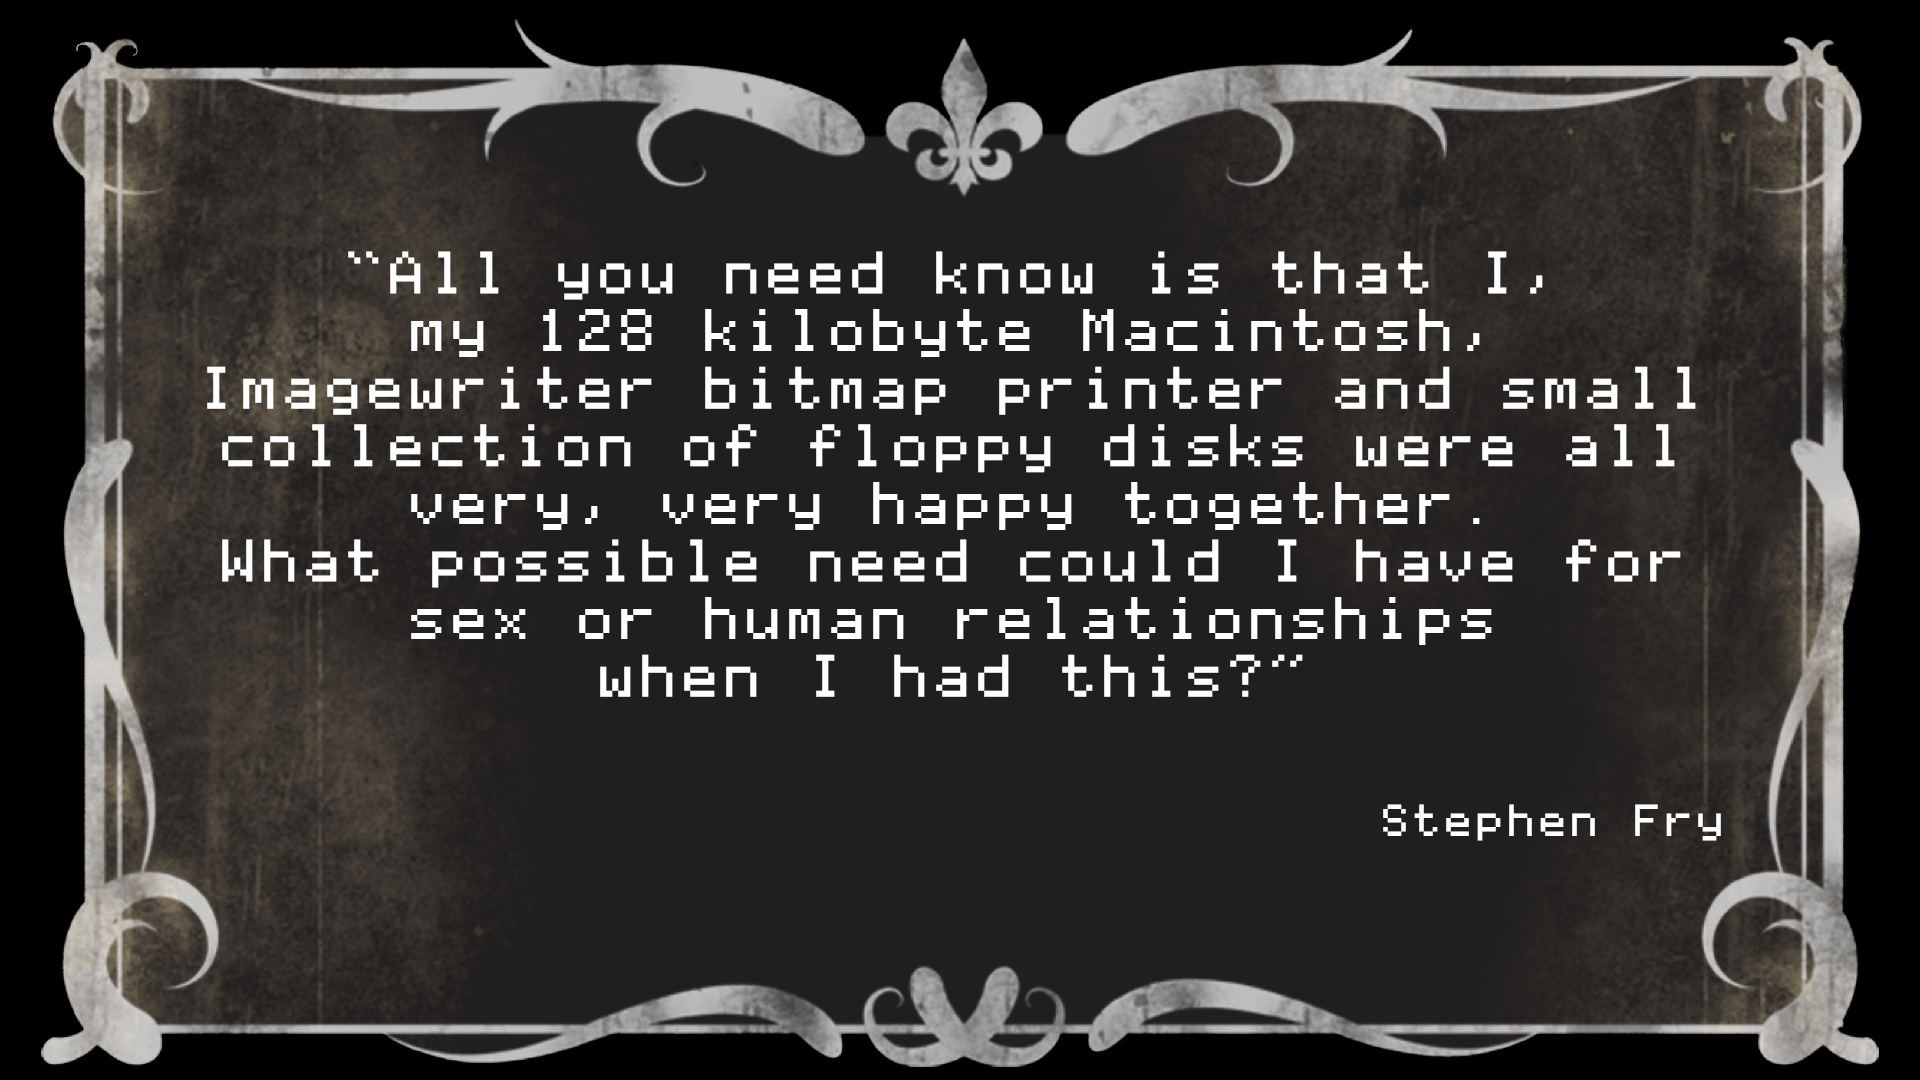 “All you need know is that I,
my 128 kilobyte Macintosh,
Imagewriter bitmap printer and small
collection of floppy disks were all
very, very happy together.
What possible need could I have for
sex or human relationships
when I had this?”
Stephen Fry